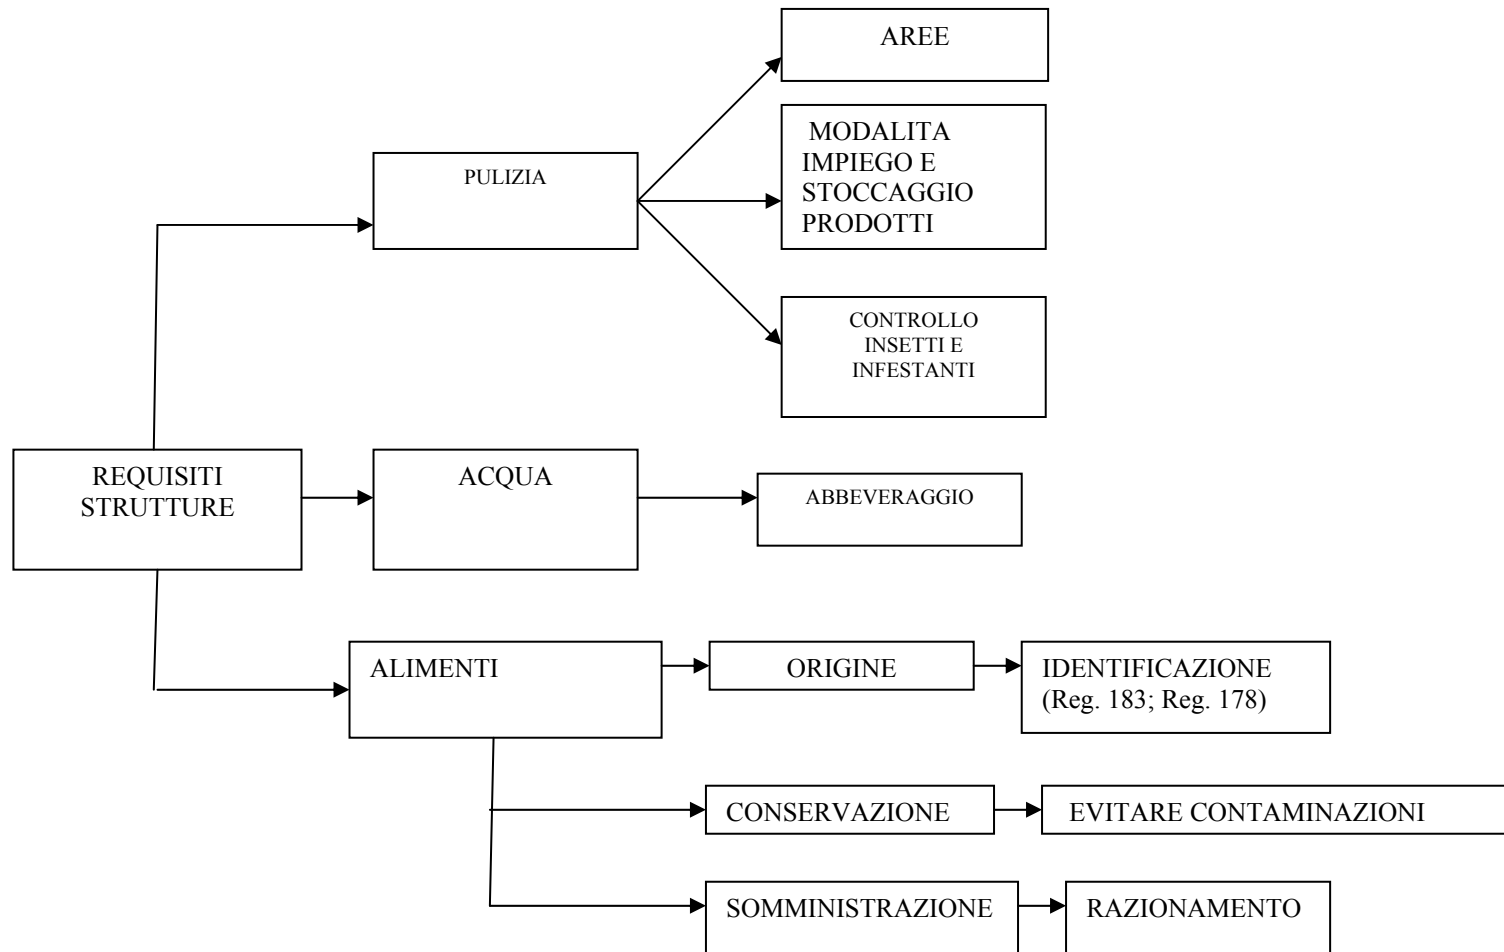 AREE
MODALITA
IMPIEGO E
STOCCAGGIO
PRODOTTI
PULIZIA
CONTROLLO
INSETTI E
INFESTANTI
REQUISITI
STRUTTURE
ACQUA
ABBEVERAGGIO
ALIMENTI
ORIGINE
IDENTIFICAZIONE
(Reg. 183; Reg. 178)
CONSERVAZIONE
EVITARE CONTAMINAZIONI
SOMMINISTRAZIONE
RAZIONAMENTO